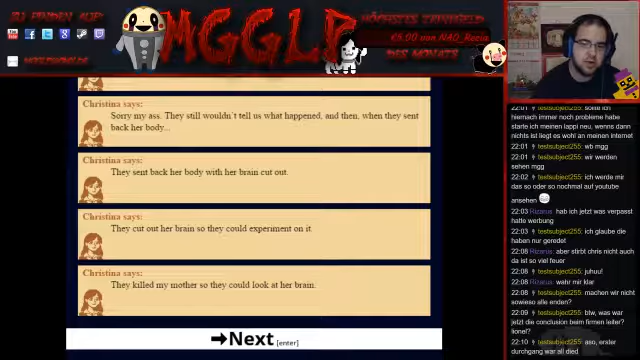 ZU FINDEN AUF:
MGGLP
HÖCHSTES TRINKGELD
€5.00 von NAO_Rozia
DES MONATS
Christina says:
Sorry my ass. They still wouldn't tell us what happened, and then, when they sent
back her body...
Christina says:
They sent back her body with her brain cut out.
Christina says:
They cut out her brain so they could experiment on it.
Christina says:
They killed my mother so they could look at her brain.
➡Next [enter]
hiernach immer noch probleme habe
starte ich meinen lappi neu, wenns dann
nichts ist liegt es wohl an meinen internet
22:01 testsubject255: wb mgg
22:01 testsubject255: wir werden
sehen mgg
22:02 testsubject255: ich werde mir
das so oder so nochmal auf youtube
ansehen
22:03 Rizarus: hab ich jetzt was verpasst
hatte werbung
22:03 testsubject255: ich glaube die
haben nur geredet
22:08 Rizarus: aber stirbt chris nicht auch
da ist so viel feuer
22:08 testsubject255: juhuu!
22:08 Rizarus: wahr mir klar
22:08 testsubject255: machen wir nicht
sowieso alle enden?
22:09 testsubject255: btw, was war
jetzt die conclusion beim firmen leiter?
lionel?
22:10 testsubject255: aso, erster
durchgang war all died